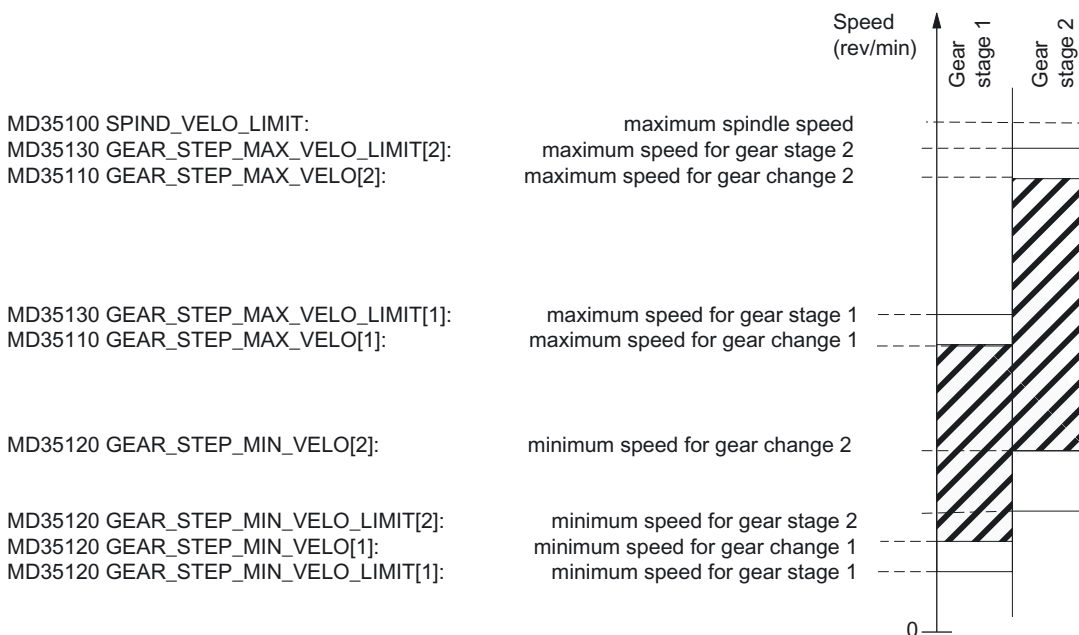 Speed
(rev/min)
Gear
stage 1
Gear
stage 2
MD35100 SPIND_VELO_LIMIT: maximum spindle speed
MD35130 GEAR_STEP_MAX_VELO_LIMIT[2]: maximum speed for gear stage 2
MD35110 GEAR_STEP_MAX_VELO[2]: maximum speed for gear change 2
MD35130 GEAR_STEP_MAX_VELO_LIMIT[1]: maximum speed for gear stage 1
MD35110 GEAR_STEP_MAX_VELO[1]: maximum speed for gear change 1
MD35120 GEAR_STEP_MIN_VELO[2]: minimum speed for gear change 2
MD35120 GEAR_STEP_MIN_VELO_LIMIT[2]: minimum speed for gear stage 2
MD35120 GEAR_STEP_MIN_VELO[1]: minimum speed for gear change 1
MD35120 GEAR_STEP_MIN_VELO_LIMIT[1]: minimum speed for gear stage 1
0